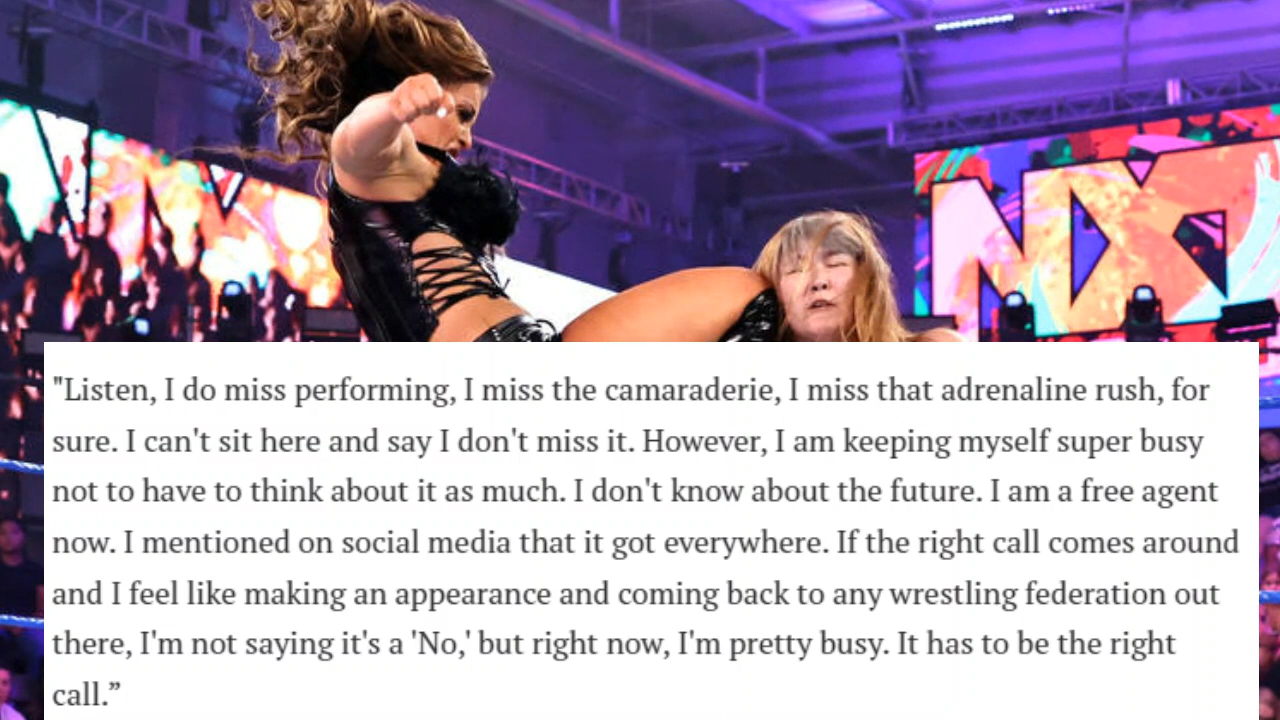 NXT
"Listen, I do miss performing, I miss the camaraderie, I miss that adrenaline rush, for
sure. I can't sit here and say I don't miss it. However, I am keeping myself super busy
not to have to think about it as much. I don't know about the future. I am a free agent
now. I mentioned on social media that it got everywhere. If the right call comes around
and I feel like making an appearance and coming back to any wrestling federation out
there, I'm not saying it's a 'No,' but right now, I'm pretty busy. It has to be the right
call.”